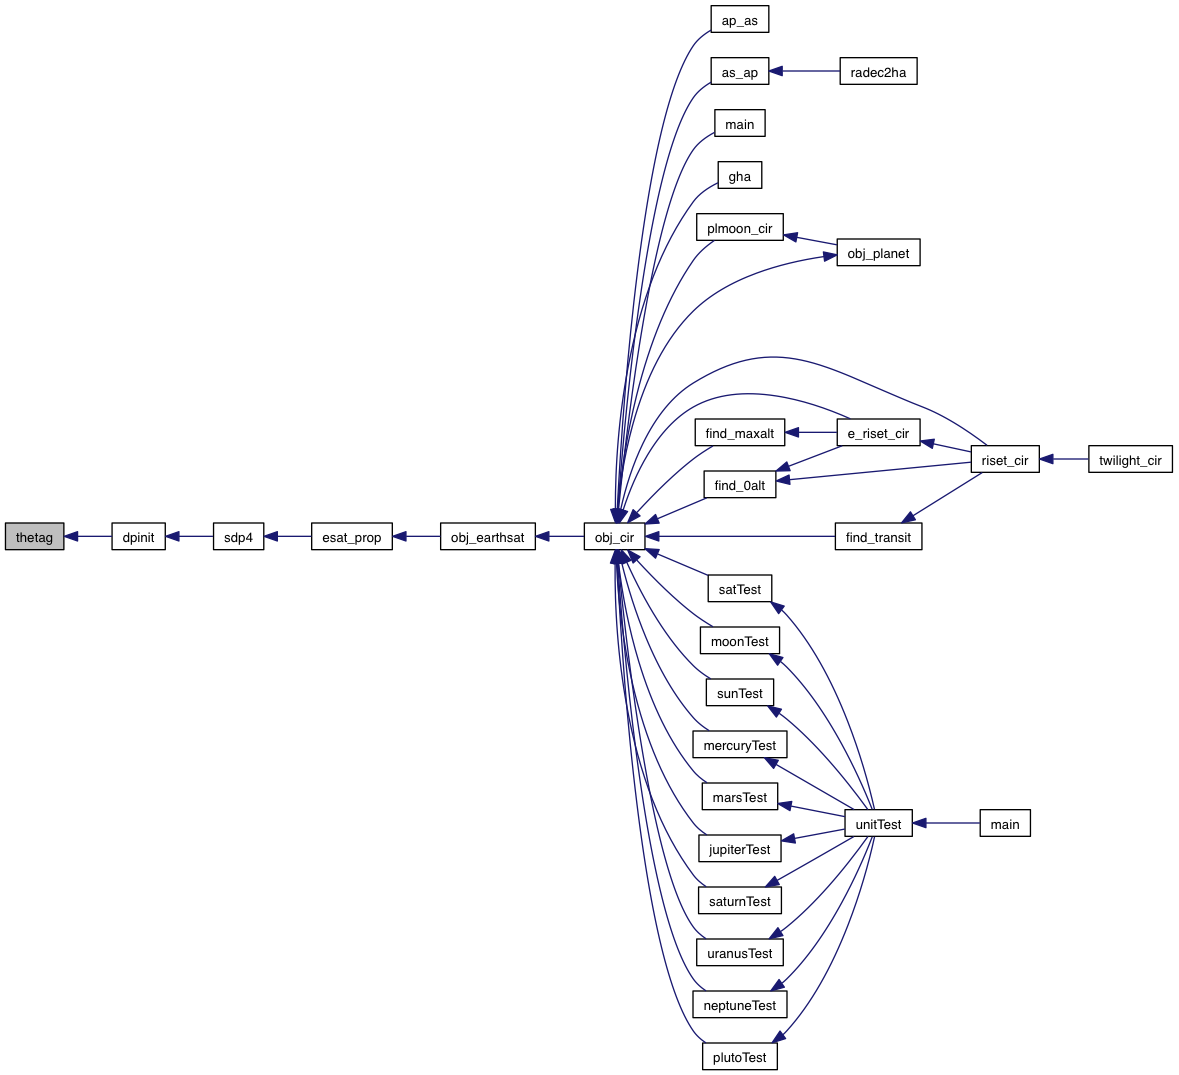 ap_as
as_ap
radec2ha
main
gha
plmoon_cir
obj_planet
find_maxalt
e_riset_cir
riset_cir
twilight_cir
find_0alt
thetag
dpinit
sdp4
esat_prop
obj_earthsat
obj_cir
find_transit
satTest
moonTest
sunTest
mercuryTest
marsTest
unitTest
main
jupiterTest
saturnTest
uranusTest
neptuneTest
plutoTest